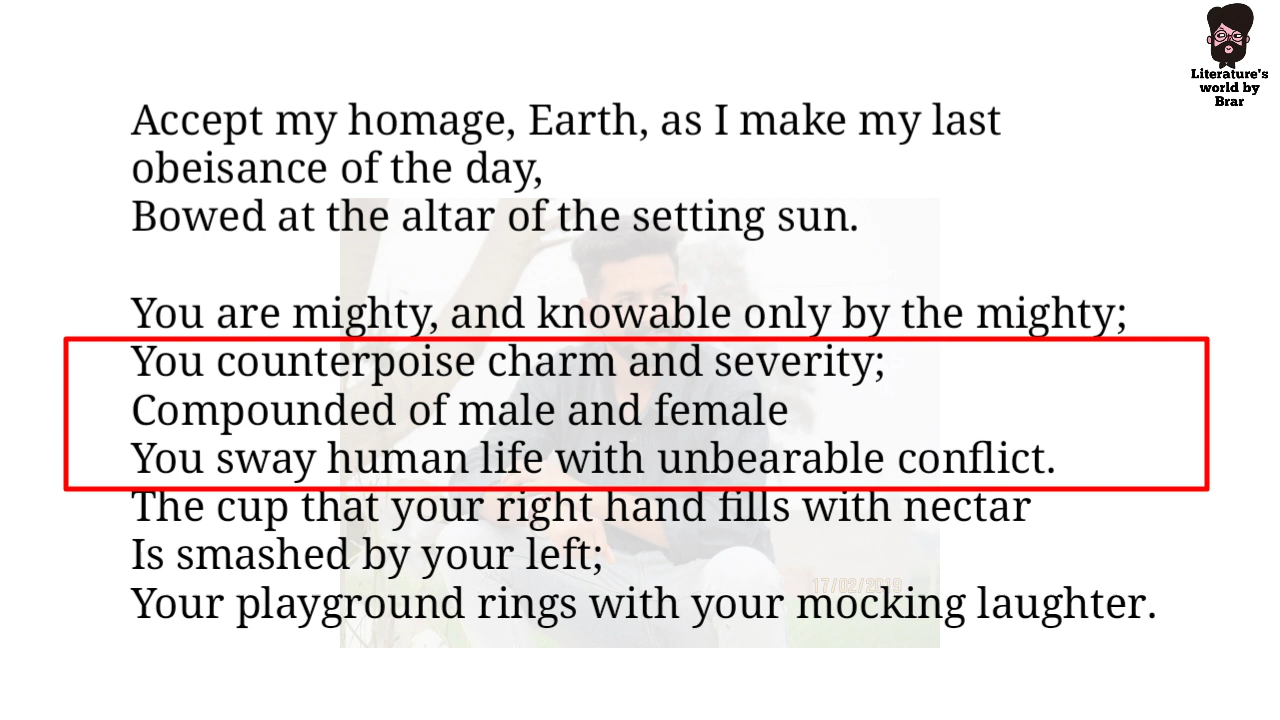 Literature's
world by
Brar
Accept my homage, Earth, as I make my last
obeisance of the day,
Bowed at the altar of the setting sun.
You are mighty, and knowable only by the mighty;
You counterpoise charm and severity;
Compounded of male and female
You sway human life with unbearable conflict.
The cup that your right hand fills with nectar
Is smashed by your left;
17/02/2019
Your playground rings with your mocking laughter.